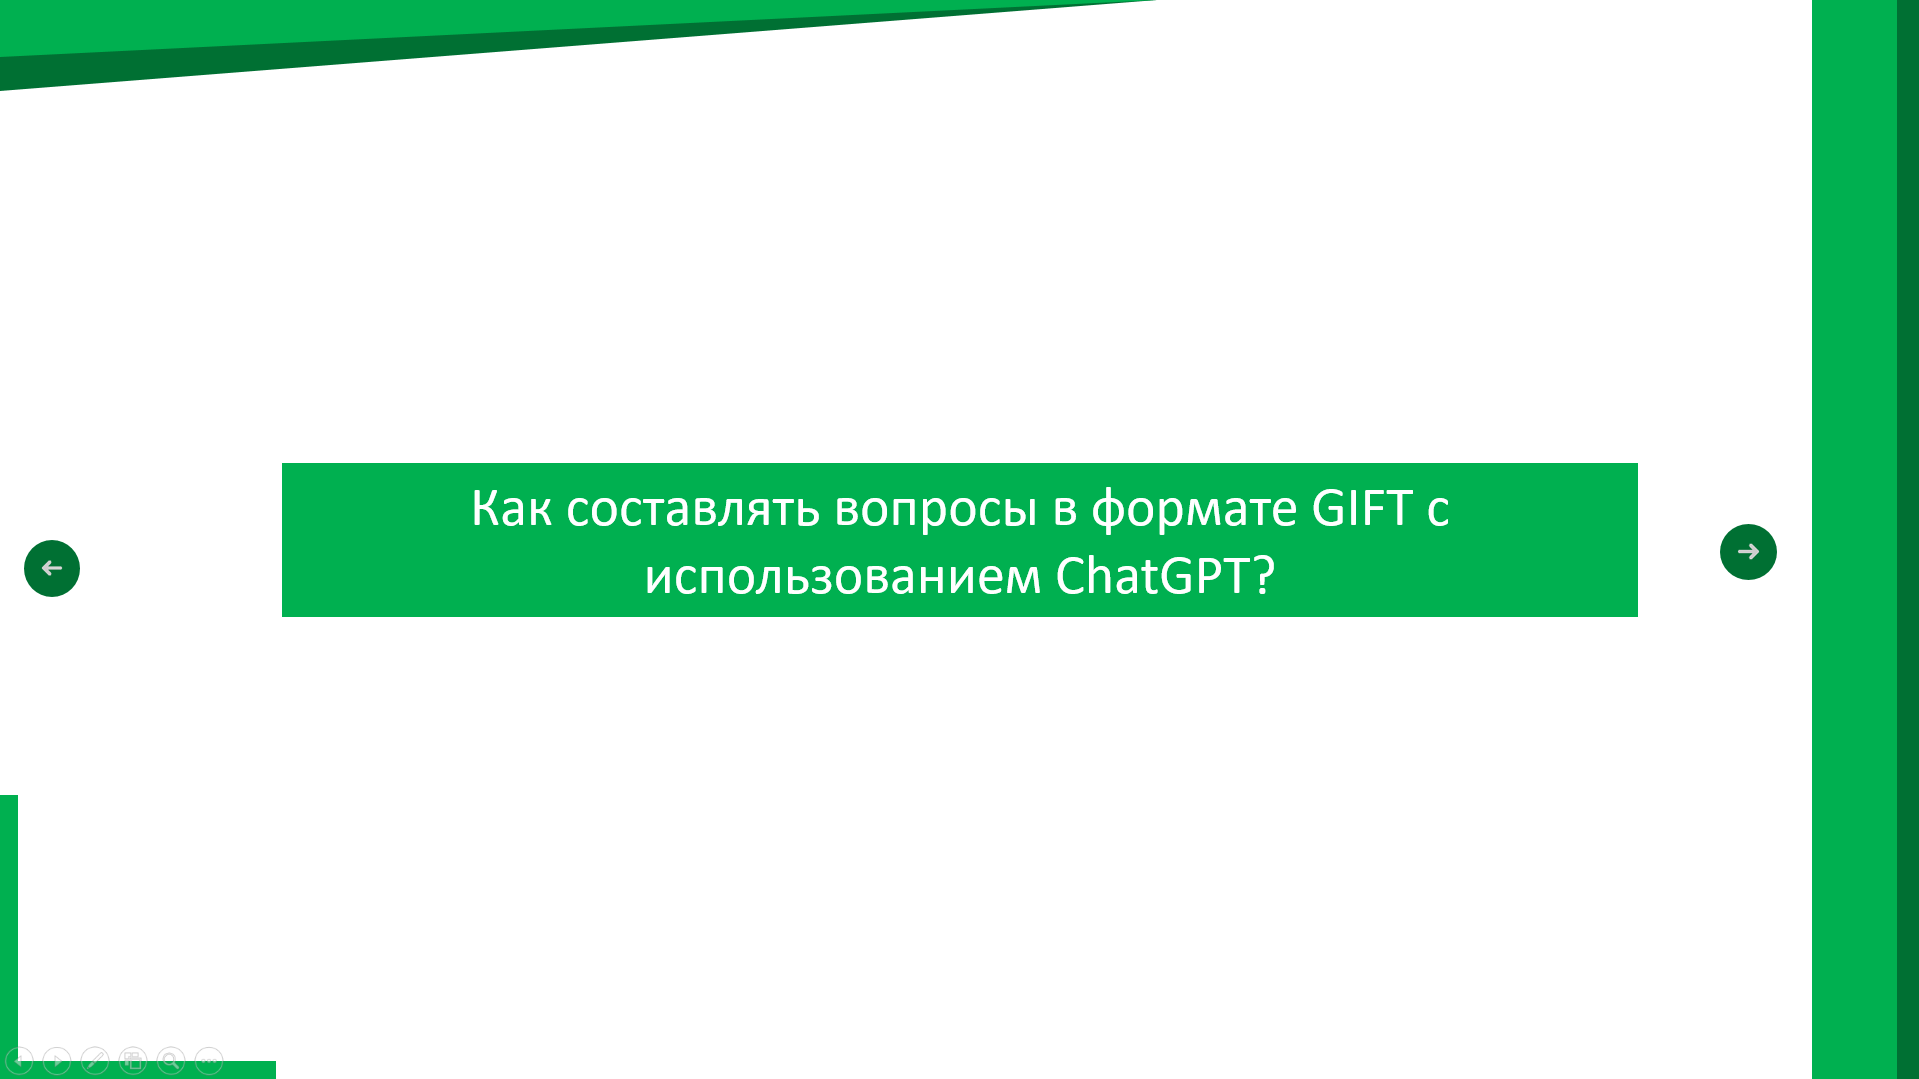 Как составлять вопросы в формате GIFT с
использованием ChatGPT?